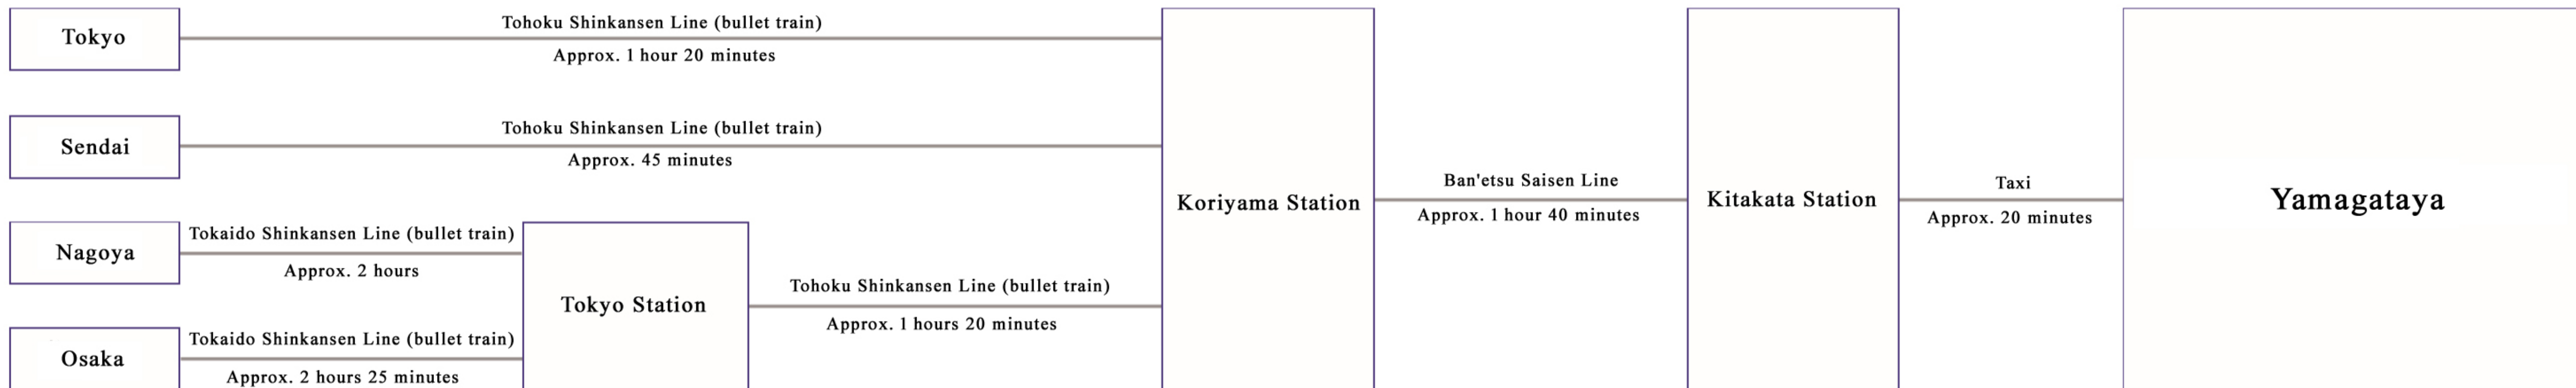 Tokyo
Tohoku Shinkansen Line (bullet train)
Approx. 1 hour 20 minutes
Sendai
Tohoku Shinkansen Line (bullet train)
Approx. 45 minutes
Nagoya
Tokaido Shinkansen Line (bullet train)
Approx. 2 hours
Osaka
Tokaido Shinkansen Line (bullet train)
Approx. 2 hours 25 minutes
Tokyo Station
Tohoku Shinkansen Line (bullet train)
Approx. 1 hours 20 minutes
Koriyama Station
Ban'etsu Saisen Line
Approx. 1 hour 40 minutes
Kitakata Station
Taxi
Approx. 20 minutes
Yamagataya